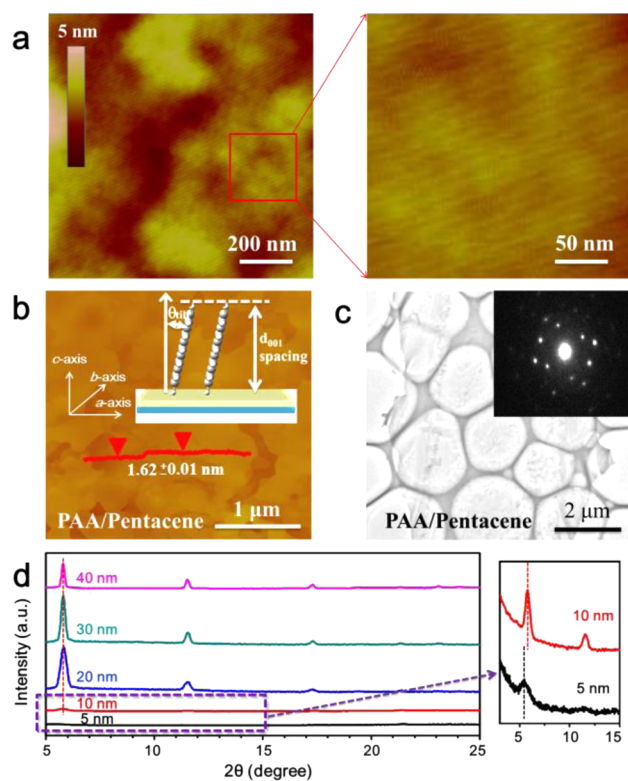 a
5 nm
200 nm
50 nm
b
θtilt
d001
spacing
c-axis
b-axis
a-axis
1.62 ±0.01 nm
PAA/Pentacene
1 μm
c
PAA/Pentacene
2 μm
d
Intensity (a.u.)
40 nm
30 nm
20 nm
10 nm
5 nm
5 10 15 20 25
2θ (degree)
10 nm
5 nm
5 10 15